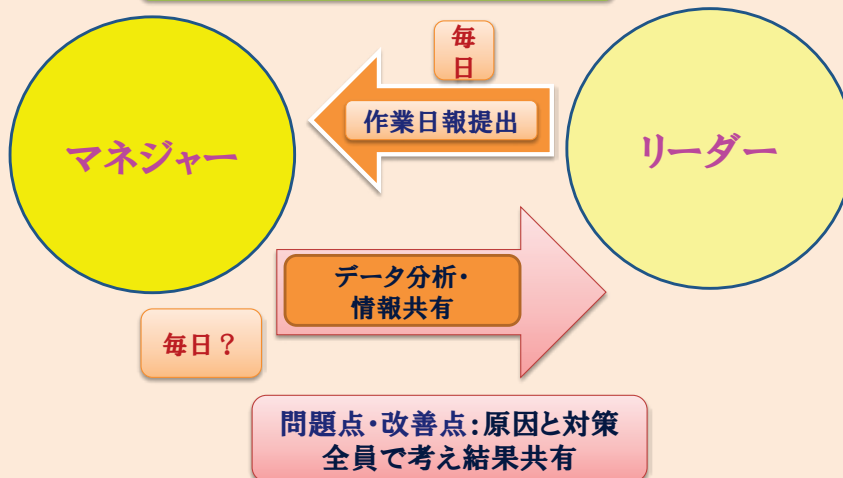 毎
日
作業日報提出
マネジャー
リーダー
データ分析・
情報共有
毎日？
問題点・改善点：原因と対策
全員で考え結果共有